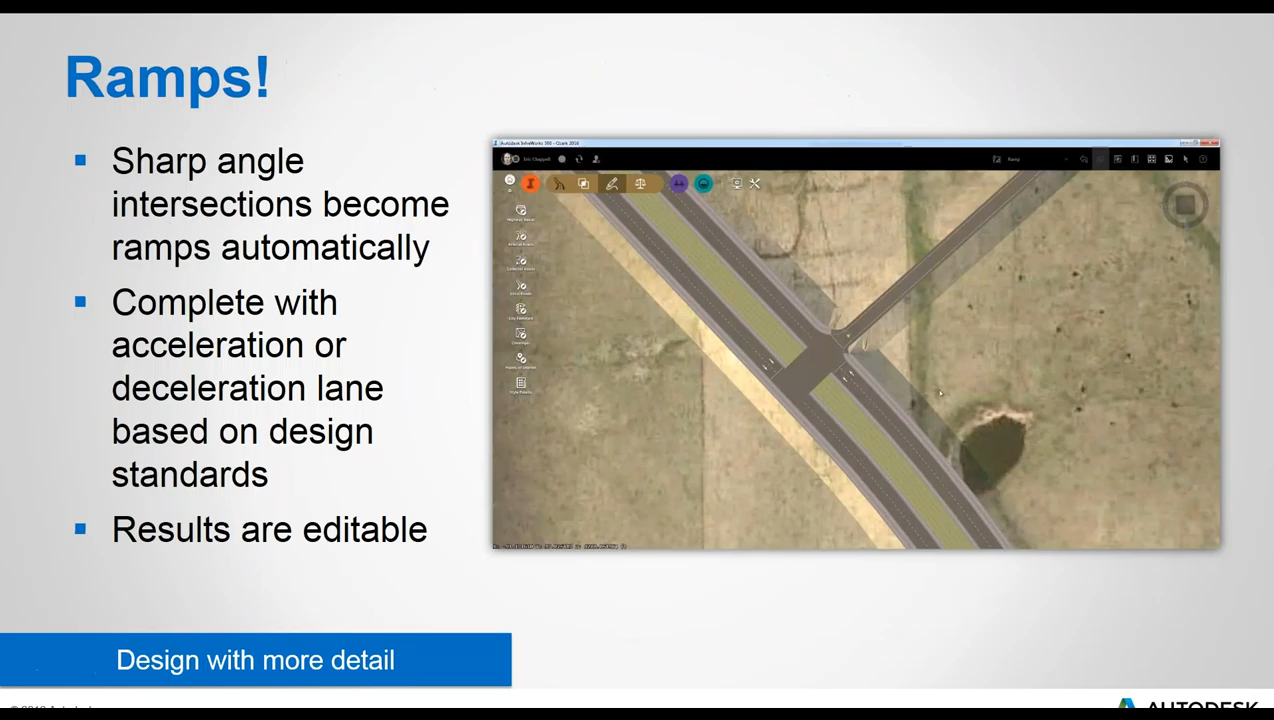 Ramps!
Sharp angle
intersections become
ramps automatically
Complete with
acceleration or
deceleration lane
based on design
standards
Results are editable
Ramp
Design with more detail
AUTODESK